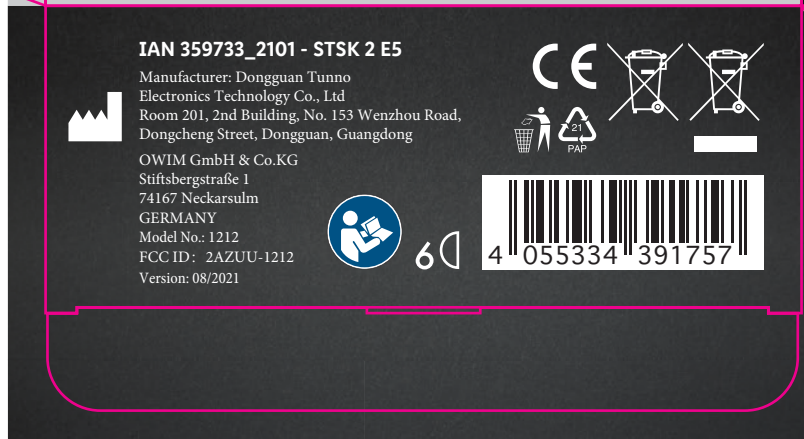 IAN 359733_2101 - STSK 2 E5
Manufacturer: Dongguan Tunno
Electronics Technology Co., Ltd
Room 201, 2nd Building, No. 153 Wenzhou Road,
Dongcheng Street, Dongguan, Guangdong
OWIM GmbH & Co.KG
Stiftsbergstraße 1
74167 Neckarsulm
GERMANY
Model No.: 1212
FCC ID: 2AZUU-1212
Version: 08/2021
CE
21
PAP
6
4 055334 391757